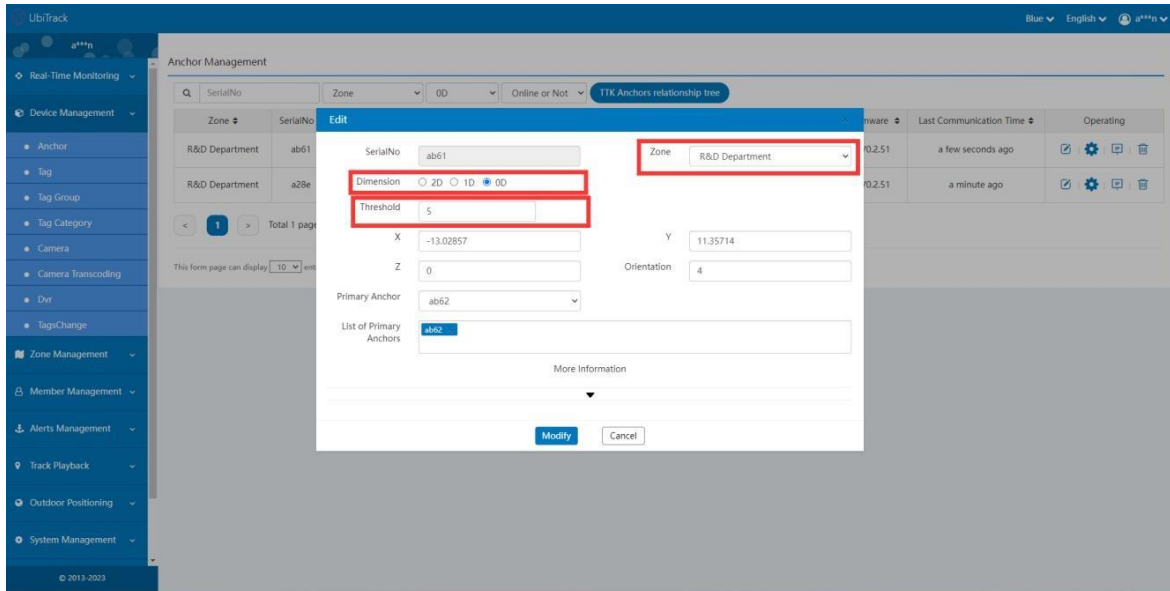 UbiTrack
Blue English a***n
a***n
Real-Time Monitoring
Device Management
Anchor
Tag
Tag Group
Tag Category
Camera
Camera Transcoding
Dvr
TagsChange
Zone Management
Member Management
Alerts Management
Track Playback
Outdoor Positioning
System Management
© 2013-2023
Anchor Management
SerialNo Zone 0D Online or Not TTK Anchors relationship tree
Zone SerialNo Last Communication Time Operating
R&D Department ab61 a few seconds ago
R&D Department a28e a minute ago
< 1 > Total 1 page
This form page can display 10
Edit
SerialNo ab61 Zone R&D Department
Dimension 2D 1D 0D
Threshold 5
X -13.02857 Y 11.35714
Z 0 Orientation 4
Primary Anchor ab62
List of Primary Anchors ab62
More Information
Modify Cancel